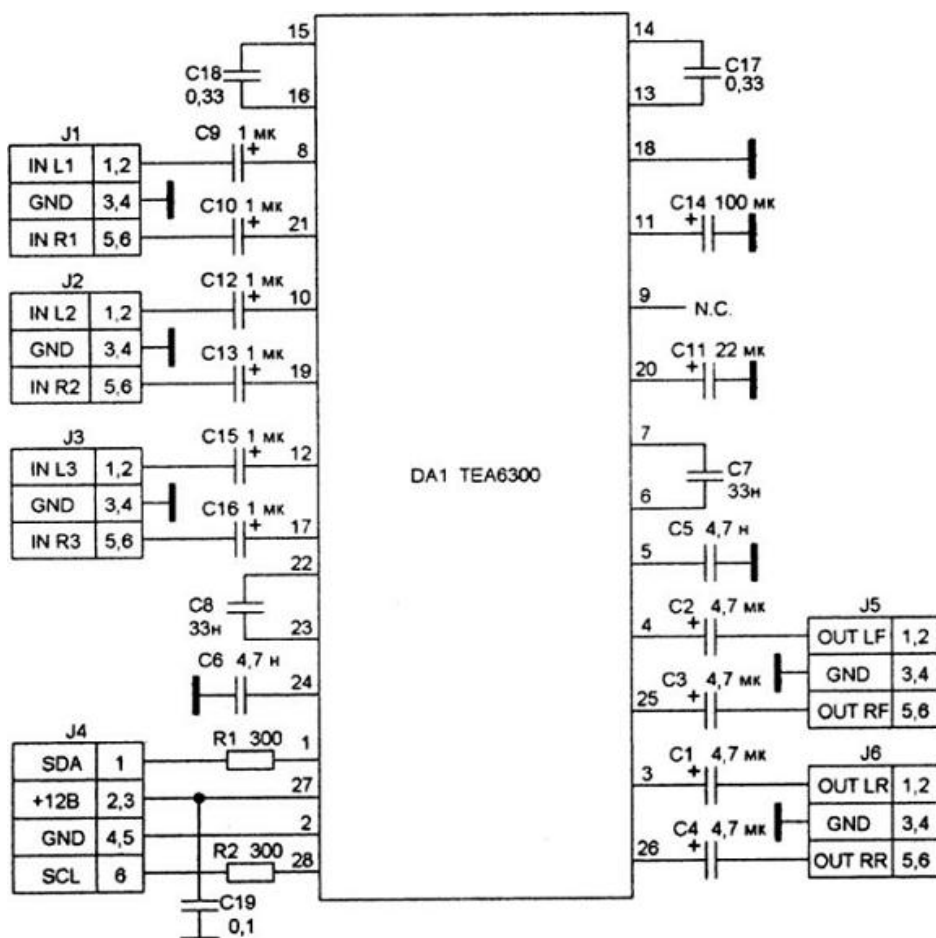 15
C18
0,33
16
J1
IN L1 1,2
GND 3,4
IN R1 5,6
C9 1 мк
+
8
C10 1 мк
+
21
J2
IN L2 1,2
GND 3,4
IN R2 5,6
C12 1 мк
+
10
C13 1 мк
+
19
J3
IN L3 1,2
GND 3,4
IN R3 5,6
C15 1 мк
+
12
C16 1 мк
+
17
22
C8
33н
23
C6 4,7 н
24
J4
SDA 1
+12В 2,3
GND 4,5
SCL 6
R1 300
1
27
2
R2 300
28
C19
0,1
DA1 TEA6300
14
C17
0,33
13
18
C14 100 мк
11
+
9
N.C.
C11 22 мк
20
+
7
C7
33н
6
C5 4,7 н
5
C2 4,7 мк
4
+
C3 4,7 мк
25
+
J5
OUT LF 1,2
GND 3,4
OUT RF 5,6
C1 4,7 мк
3
+
C4 4,7 мк
26
+
J6
OUT LR 1,2
GND 3,4
OUT RR 5,6